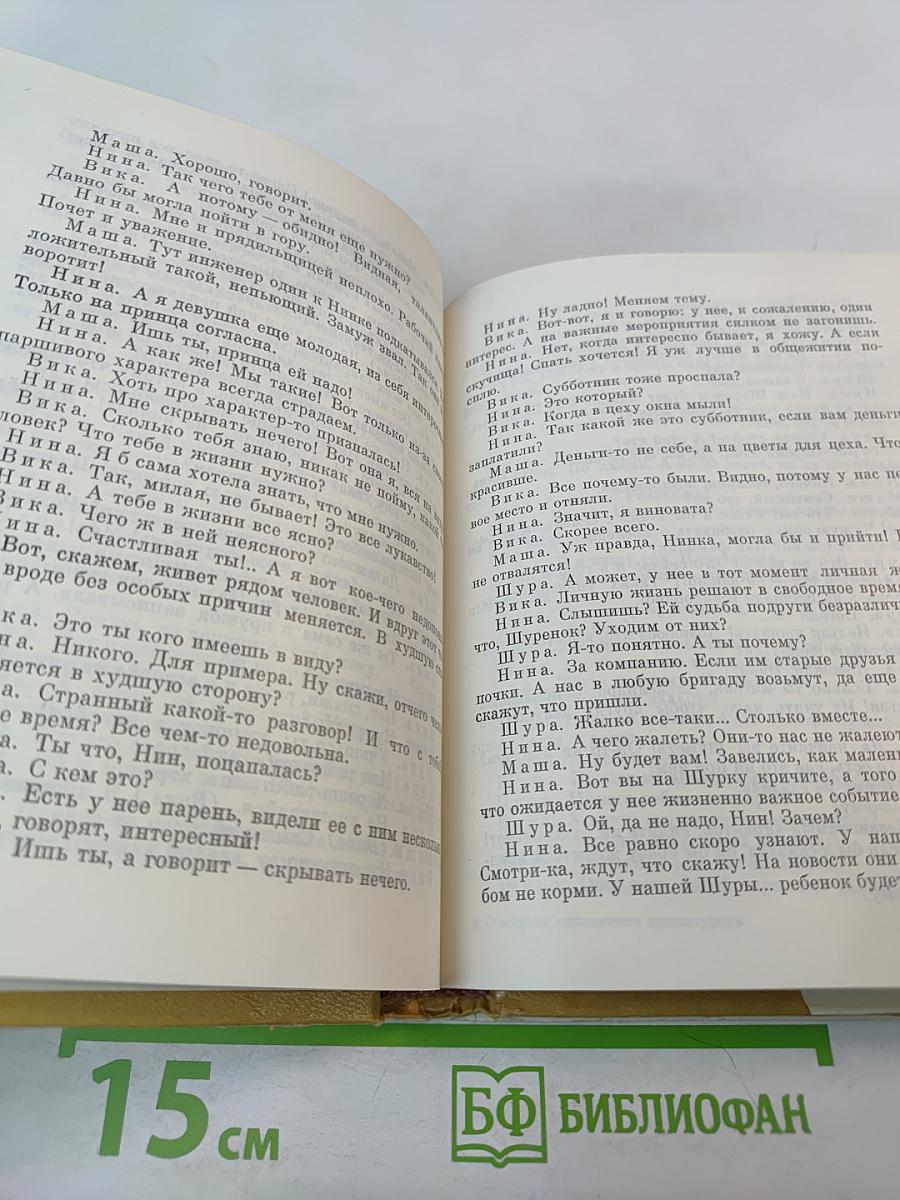 Маша. Хорошо, говорит.
Нина. Так чего тебе от меня еще нужно?
Вика. А потому — обидно! Видная,
Давно бы могла пойти в гору.
Нина. Мне и прядильщицей неплохо. Рабочий
Почет и уважение.
Маша. Тут инженер один к Нинке подкатывался,
ложительный такой, непьющий. Замуж звал. Так
воротит!
Нина. А я девушка еще молодая, из себя
Только на принца согласна.
Маша. Ишь ты, принца ей надо!
Нина. А как же! Мы такие! Вот только из-за
паршивого характера всегда страдаем.
Вика. Хоть про характер-то призналась!
Нина. Мне скрывать нечего! Вот она я, вся на
Вика. Сколько тебя знаю, никак не пойму, какой
ловек? Что тебе в жизни нужно?
Нина. Я б сама хотела знать, что мне нужно.
Вика. Так, милая, не бывает! Это все лукавство!
Нина. А тебе в жизни все ясно?
Вика. Чего ж в ней неясного?
ина. Счастливая ты!.. А я вот кое-чего
Вот, скажем, живет рядом человек. И вдруг этот
вроде без особых причин меняется. В худшую
ка. Это ты кого имеешь в виду?
на. Никого. Для примера. Ну скажи, отчего
няется в худшую сторону?
а. Странный какой-то разговор! И что с
е время? Все чем-то недовольна.
а. Ты что, Нин, поцапалась?
а. С кем это?
. Есть у нее парень, видели ее с ним
, говорят, интересный!
Ишь ты, а говорит — скрывать нечего.
Нина. Ну ладно! Меняем тему.
Вика. Вот-вот, я и говорю: у нее, к сожалению, один
интерес. А на важные мероприятия силком не загонишь.
Нина. Нет, когда интересно бывает, я хожу. А если
скучища! Спать хочется! Я уж лучше в общежитии по-
сплю.
Вика. Субботник тоже проспала?
Нина. Это который?
Вика. Когда в цеху окна мыли!
Нина. Так какой же это субботник, если вам деньги
заплатили?
Маша. Деньги-то не себе, а на цветы для цеха. Что
красивше.
Вика. Все почему-то были. Видно, потому у нас пе
вое место и отняли.
Нина. Значит, я виновата?
Вика. Скорее всего.
Маша. Уж правда, Нинка, могла бы и прийти!
не отвалятся!
Шура. А может, у нее в тот момент личная ж
Вика. Личную жизнь решают в свободное время
Нина. Слышишь? Ей судьба подруги безразлич
что, Шуренок? Уходим от них?
Шура. Я-то понятно. А ты почему?
Нина. За компанию. Если им старые друзья
почки. А нас в любую бригаду возьмут, да еще
скажут, что пришли.
Шура. Жалко все-таки... Столько вместе...
Нина. А чего жалеть? Они-то нас не жалеют
Маша. Ну будет вам! Завелись, как мален
Нина. Вот вы на Шурку кричите, а того
что ожидается у нее жизненно важное событие
Шура. Ой, да не надо, Нин! Зачем?
Нина. Все равно скоро узнают. У наш
Смотри-ка, ждут, что скажу! На новости они
бом не корми. У нашей Шуры... ребенок будет
15 см
БФ БИБЛИОФАН